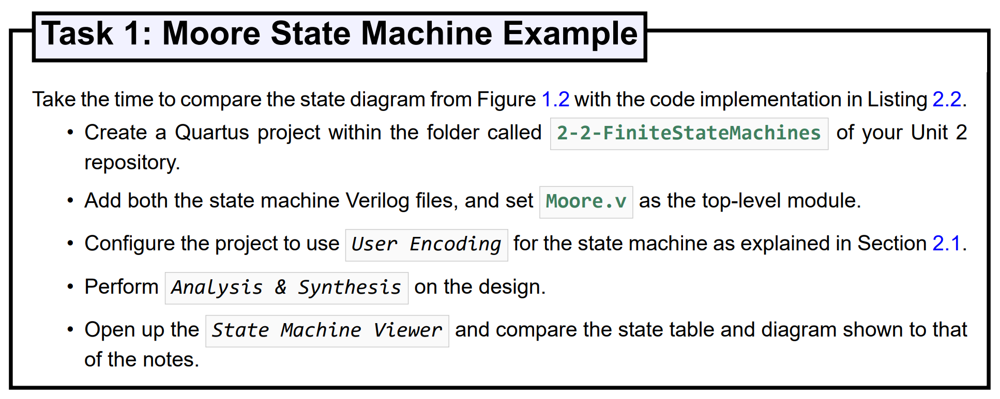 Task 1: Moore State Machine Example
Take the time to compare the state diagram from Figure 1.2 with the code implementation in Listing 2.2.
• Create a Quartus project within the folder called 2-2-FiniteStateMachines of your Unit 2
repository.
• Add both the state machine Verilog files, and set Moore.v as the top-level module.
• Configure the project to use User Encoding for the state machine as explained in Section 2.1.
• Perform Analysis & Synthesis on the design.
• Open up the State Machine Viewer and compare the state table and diagram shown to that
of the notes.